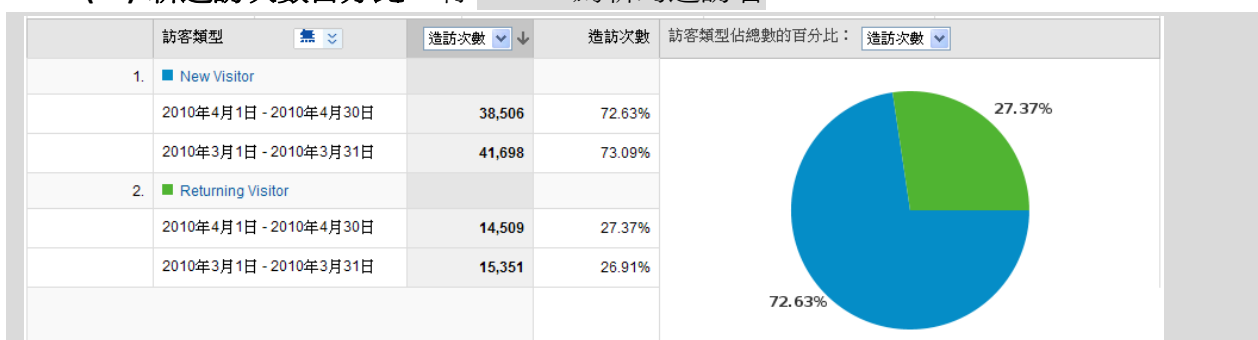 訪客類型 無 造訪次數 造訪次數 訪客類型佔總數的百分比： 造訪次數
1. New Visitor
2010年4月1日 - 2010年4月30日 38,506 72.63%
2010年3月1日 - 2010年3月31日 41,698 73.09%
2. Returning Visitor
2010年4月1日 - 2010年4月30日 14,509 27.37%
2010年3月1日 - 2010年3月31日 15,351 26.91%
27.37%
72.63%